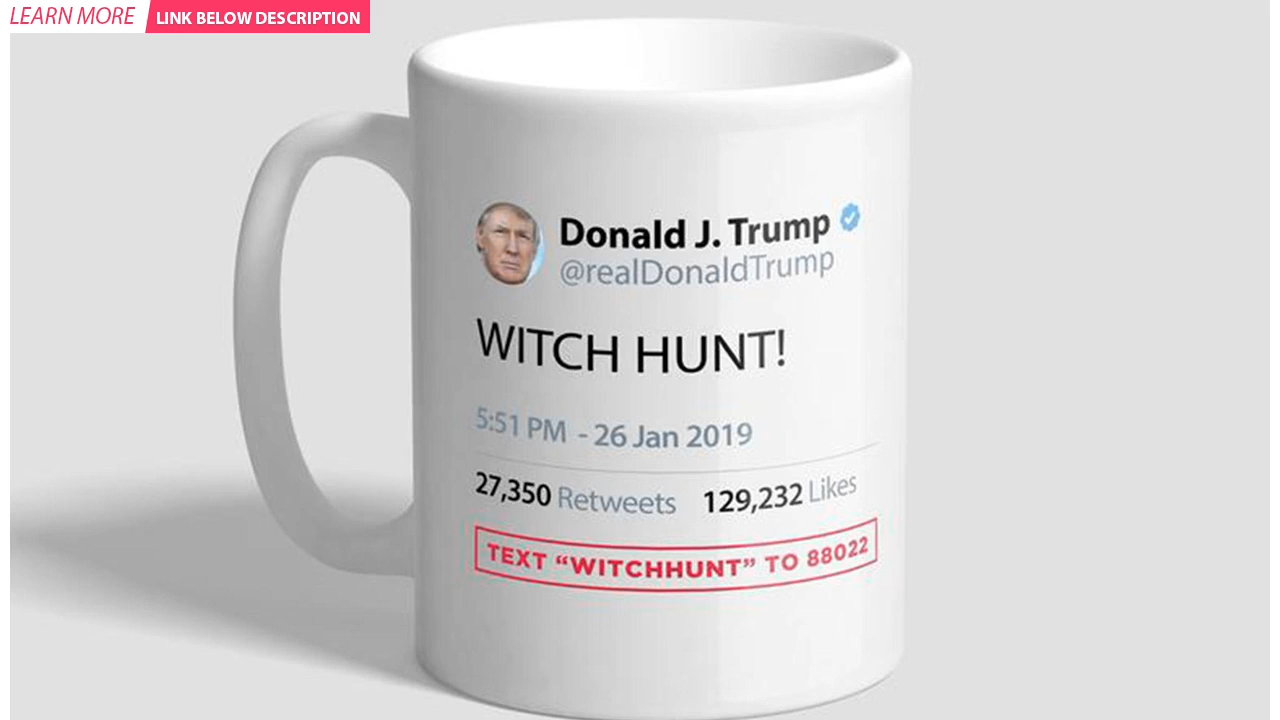 LEARN MORE LINK BELOW DESCRIPTION
Donald J. Trump
@realDonaldTrump
WITCH HUNT!
5:51 PM - 26 Jan 2019
27,350 Retweets 129,232 Likes
TEXT “WITCHHUNT” TO 88022